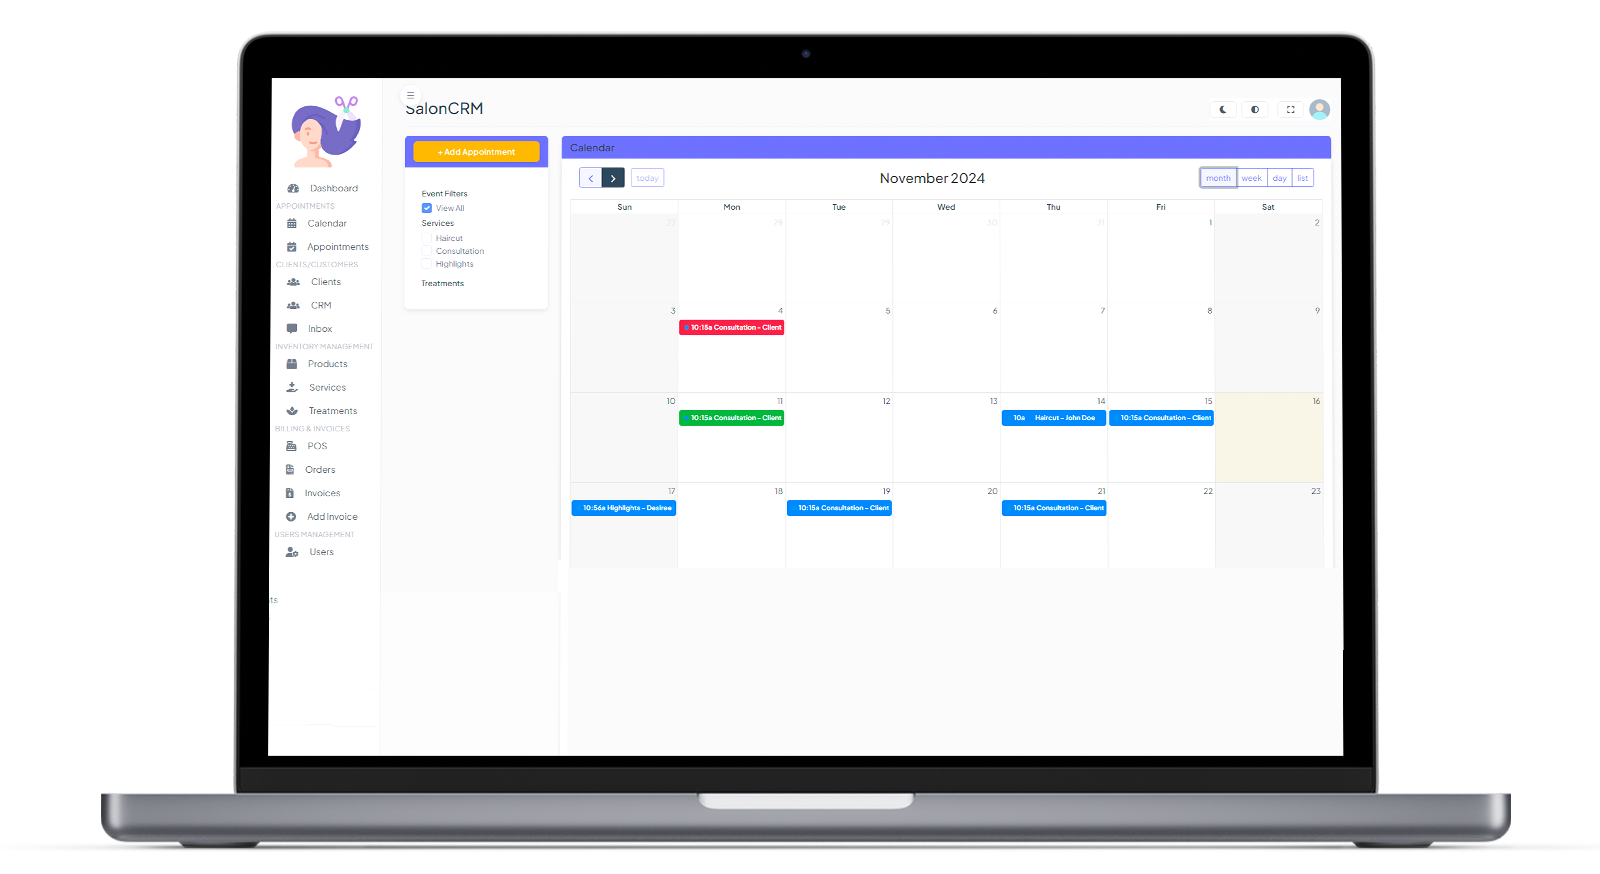 SalonCRM
Dashboard
APPOINTMENTS
Calendar
Appointments
CLIENTS/CUSTOMERS
Clients
CRM
Inbox
INVENTORY MANAGEMENT
Products
Services
Treatments
BILLING & INVOICES
POS
Orders
Invoices
Add Invoice
USERS MANAGEMENT
Users
ts
+ Add Appointment
Event Filters
View All
Services
Haircut
Consultation
Highlights
Treatments
Calendar
today
November 2024
month week day list
Sun Mon Tue Wed Thu Fri Sat
27 28 29 30 31 1 2
3 4 5 6 7 8 9
10:15a Consultation - Client
10 11 12 13 14 15 16
10:15a Consultation - Client 10a Haircut - John Doe 10:15a Consultation - Client
17 18 19 20 21 22 23
10:56a Highlights - Desiree 10:15a Consultation - Client 10:15a Consultation - Client